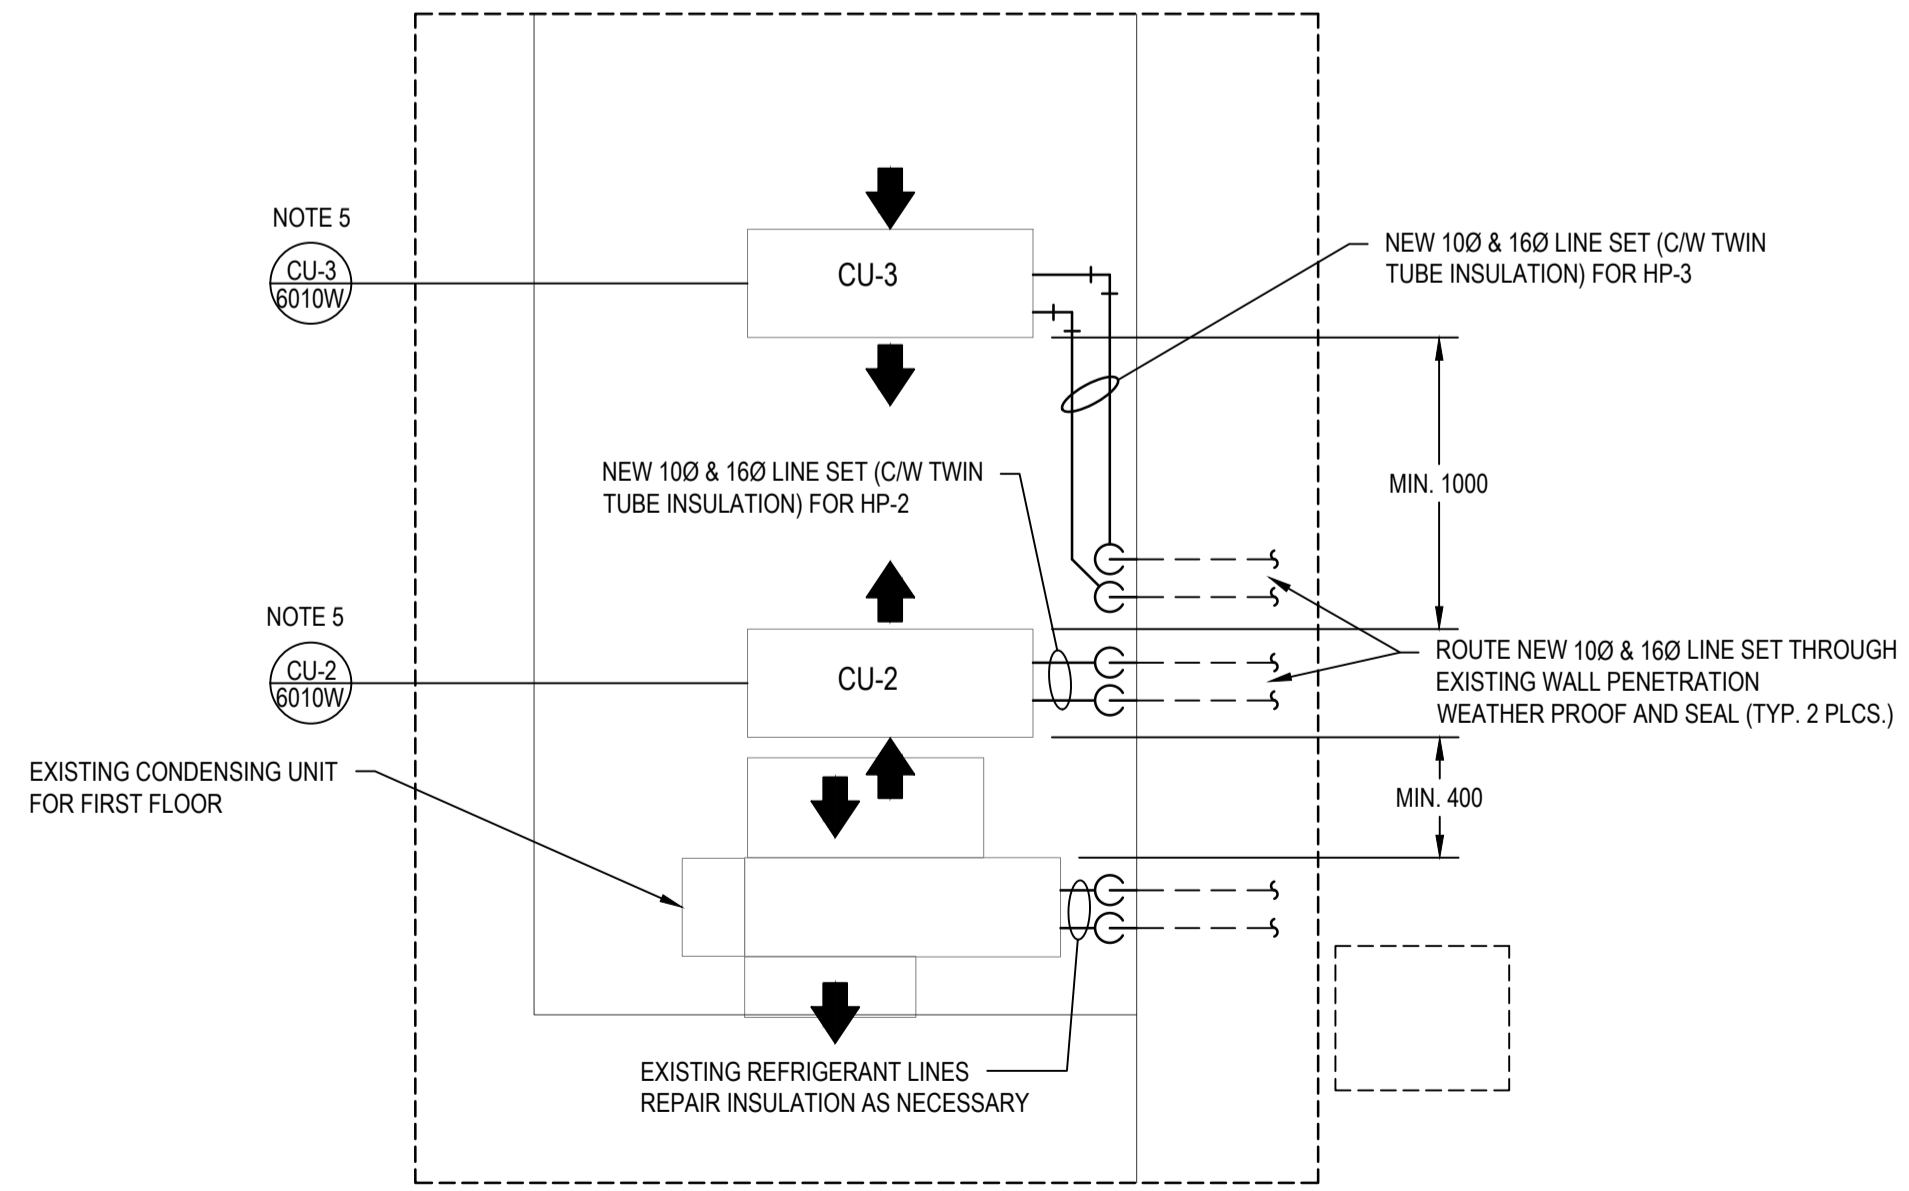 NOTE 5
CU-3
6010W
CU-3
NEW 10Ø & 16Ø LINE SET (C/W TWIN
TUBE INSULATION) FOR HP-3
NEW 10Ø & 16Ø LINE SET (C/W TWIN
TUBE INSULATION) FOR HP-2
MIN. 1000
NOTE 5
CU-2
6010W
CU-2
ROUTE NEW 10Ø & 16Ø LINE SET THROUGH
EXISTING WALL PENETRATION
WEATHER PROOF AND SEAL (TYP. 2 PLCS.)
EXISTING CONDENSING UNIT
FOR FIRST FLOOR
MIN. 400
EXISTING REFRIGERANT LINES
REPAIR INSULATION AS NECESSARY